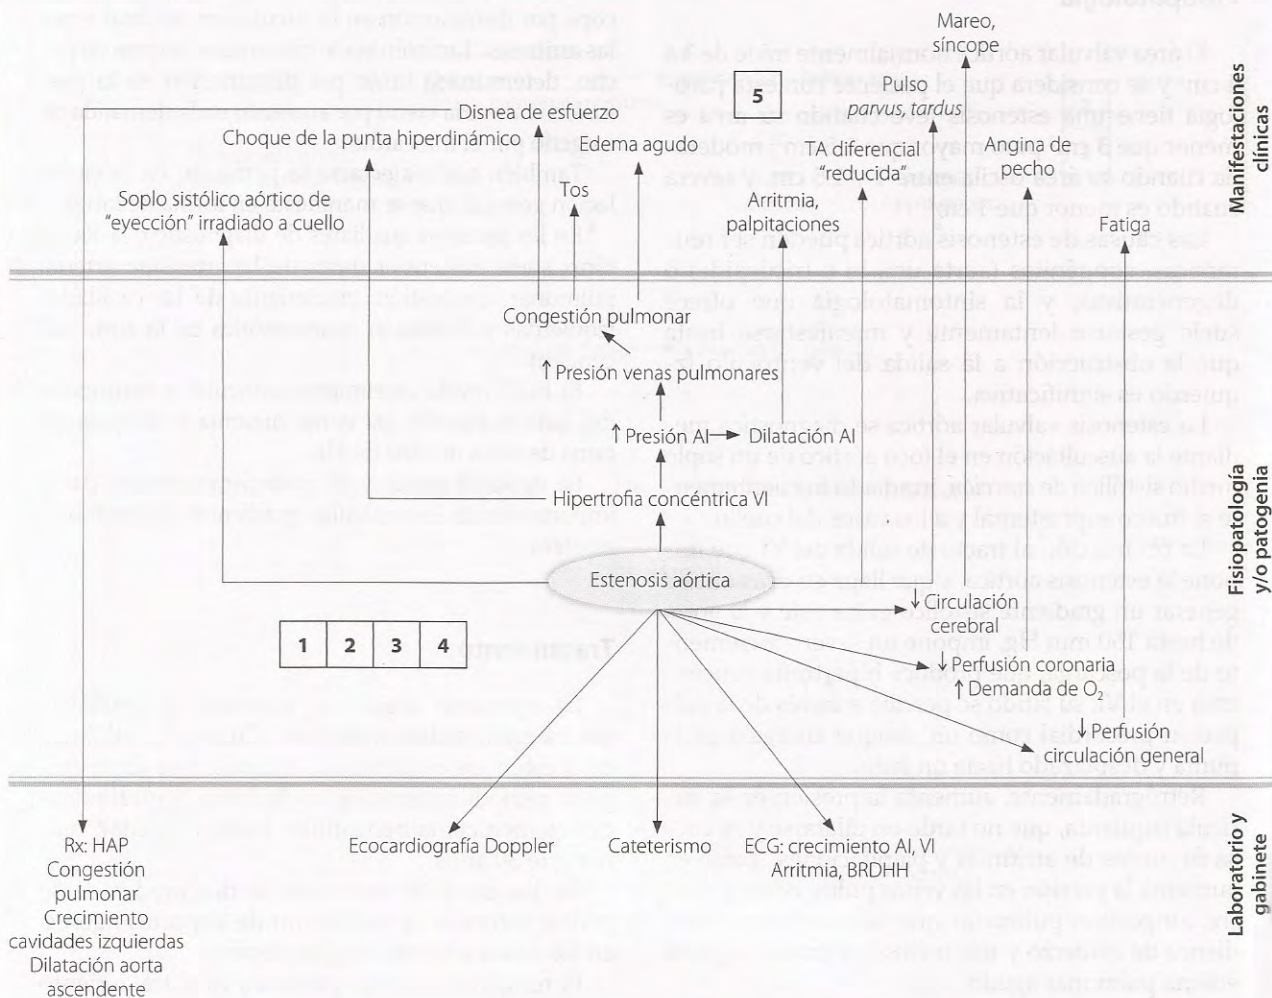 Mareo,
síncope
Pulso
parvus, tardus
5
Disnea de esfuerzo
Choque de la punta hiperdinámico
Edema agudo
TA diferencial
"reducida"
Angina de
pecho
Tos
Soplo sistólico aórtico de
"eyección" irradiado a cuello
Arritmia,
palpitaciones
Fatiga
Manifestaciones
clínicas
Congestión pulmonar
↑ Presión venas pulmonares
↑ Presión AI
Dilatación AI
Hipertrofia concéntrica VI
Estenosis aórtica
↓ Circulación
cerebral
1 2 3 4
↓ Perfusión coronaria
↑ Demanda de O₂
↓ Perfusión
circulación general
Fisiopatología
y/o patogenia
Rx: HAP
Congestión
pulmonar
Crecimiento
cavidades izquierdas
Dilatación aorta
ascendente
Ecocardiografía Doppler
Cateterismo
ECG: crecimiento AI, VI
Arritmia, BRDHH
Laboratorio y
gabinete